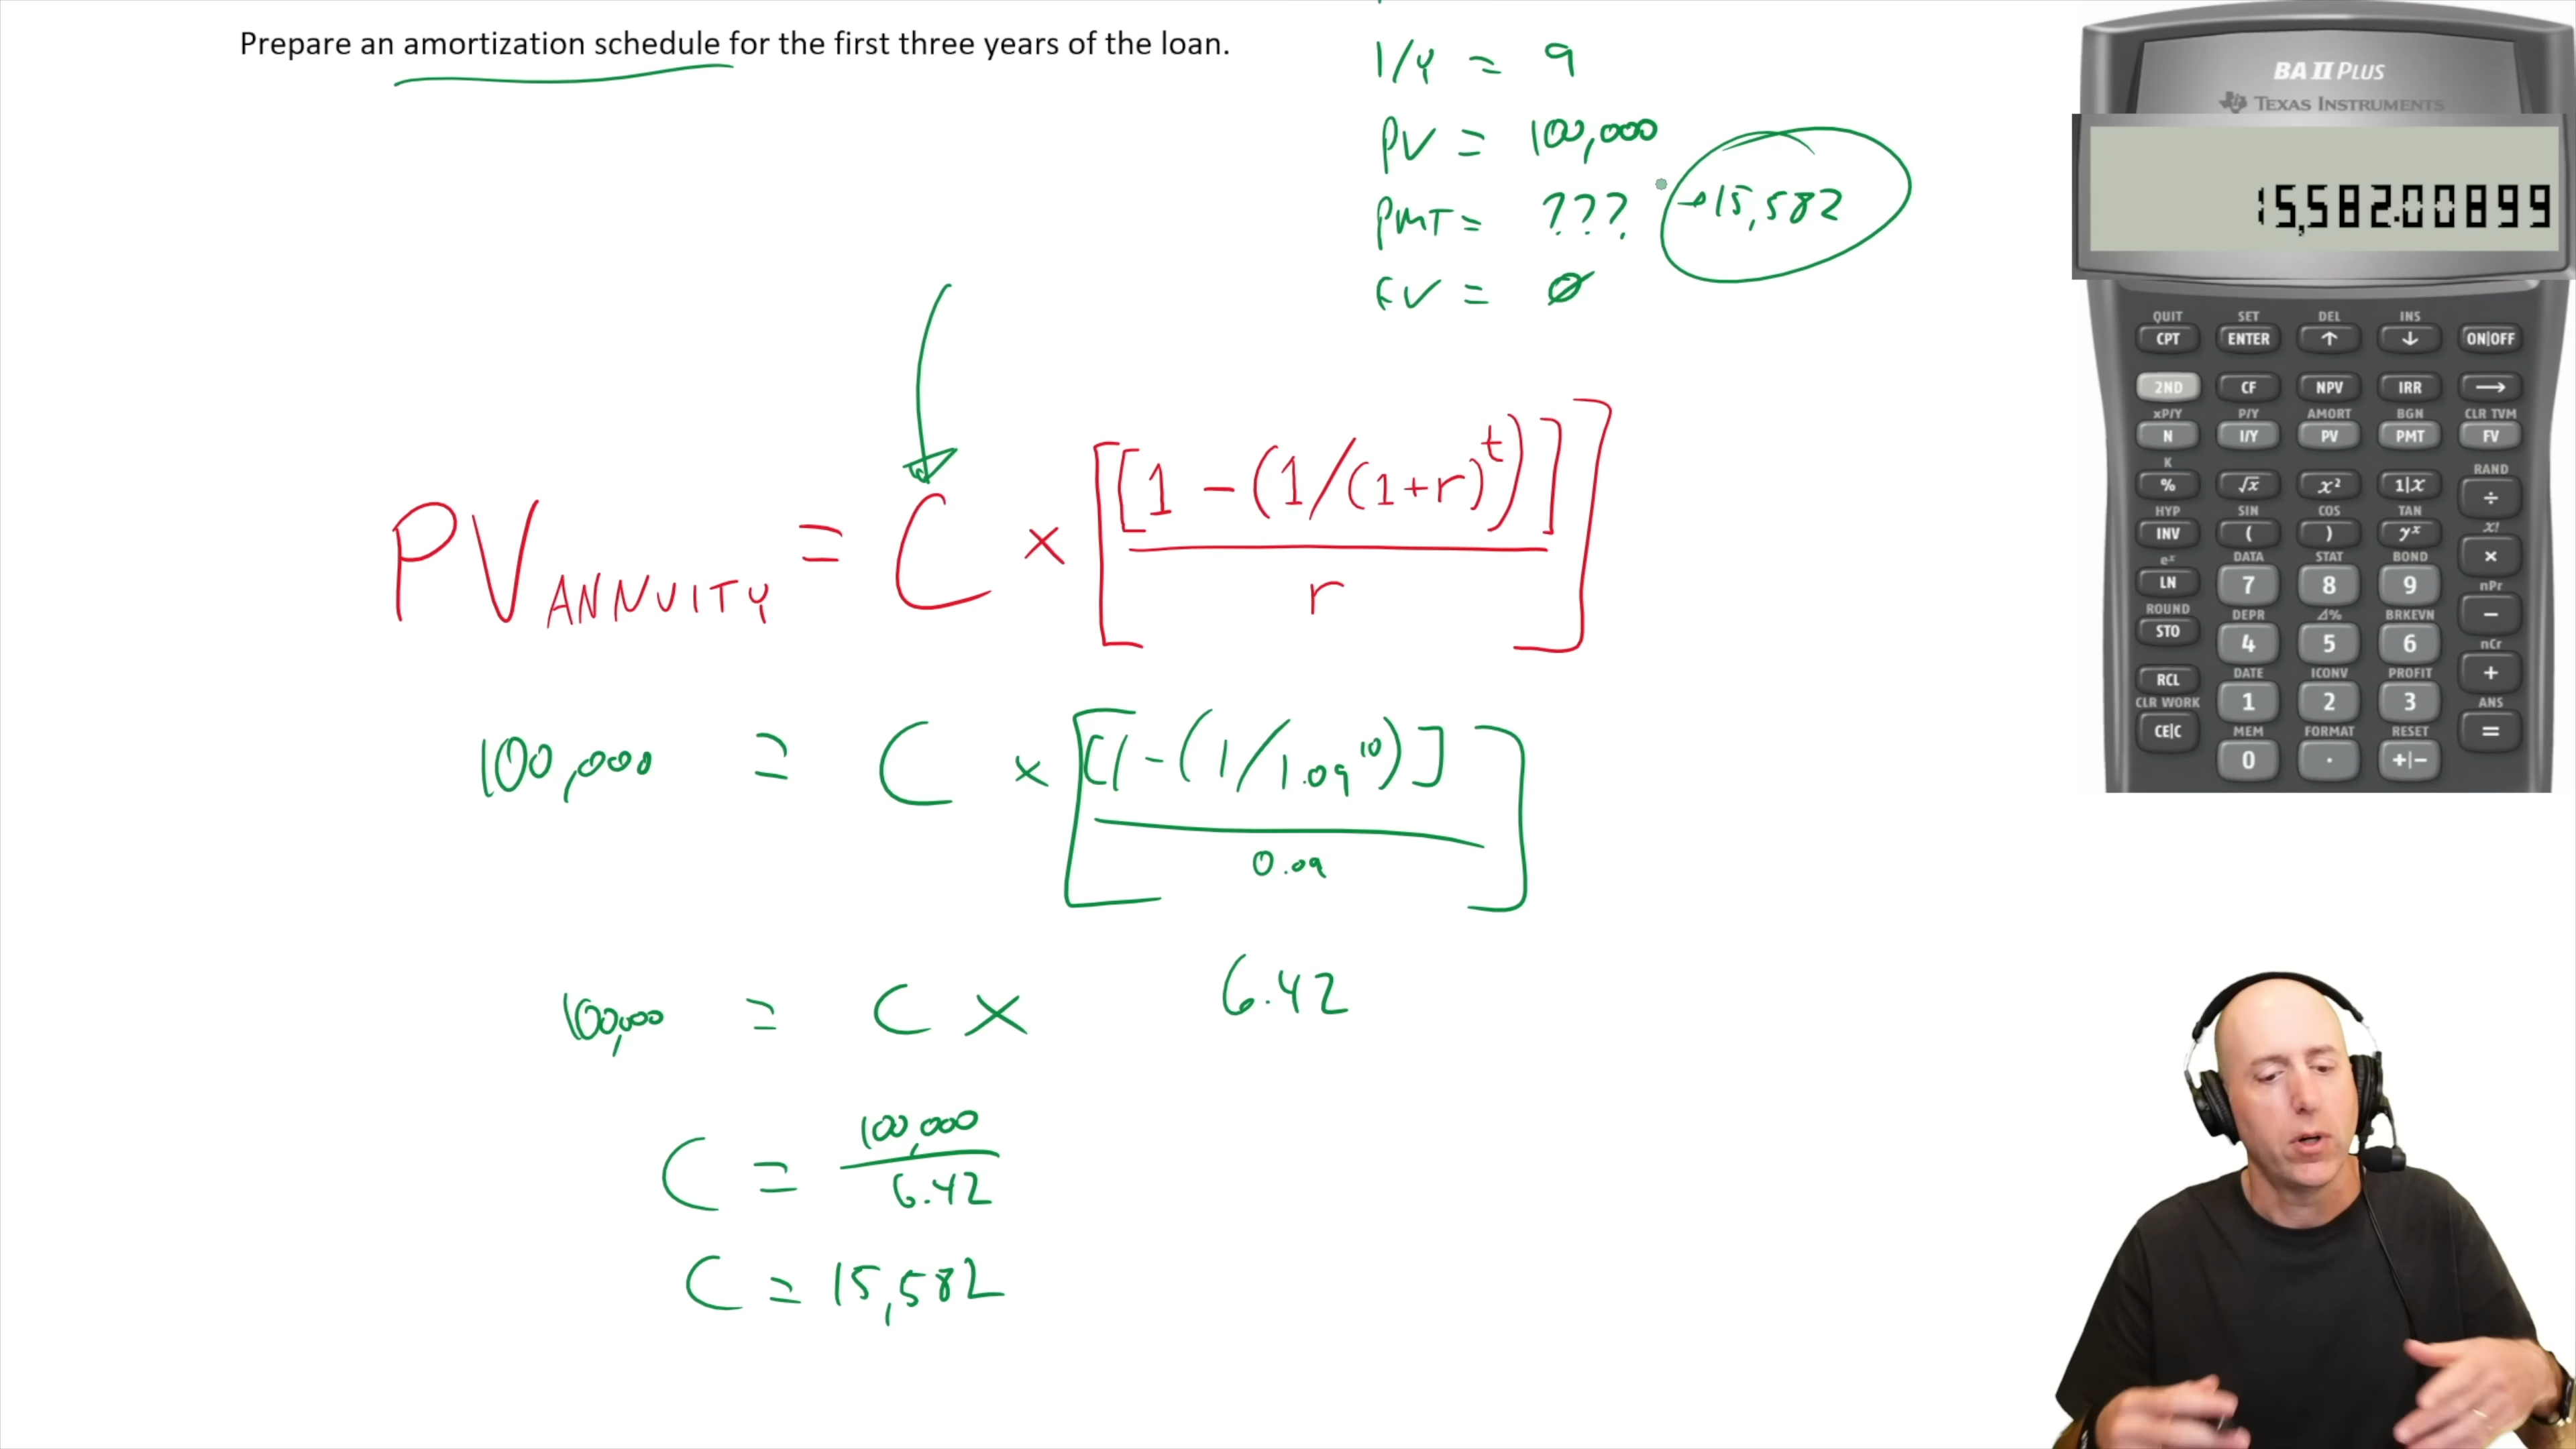 Prepare an amortization schedule for the first three years of the loan.
I/Y = 9
PV = 100,000
PMT = ??? → 15,582
FV = 0
PV ANNUITY = C × [[1 - (1/(1+r)^t)] / r]
100,000 = C × [[1 - (1/1.09^10)] / 0.09]
100,000 = C × 6.42
C = 100,000 / 6.42
C = 15,582
BA II PLUS
TEXAS INSTRUMENTS
15,582.00899
QUIT SET DEL INS
CPT ENTER ↑ ↓ ON|OFF
2ND CF NPV IRR →
xP/Y P/Y AMORT BGN CLR TVM
N I/Y PV PMT FV
K RAND
% √x x² 1|x ÷
HYP SIN COS TAN x!
INV ( ) yˣ ×
eˣ DATA STAT BOND nPr
LN 7 8 9 −
ROUND DEPR Δ% BRKEVN nCr
STO 4 5 6 +
DATE ICONV PROFIT
RCL 1 2 3
CLR WORK MEM FORMAT RESET ANS
CE|C 0 . +|− =